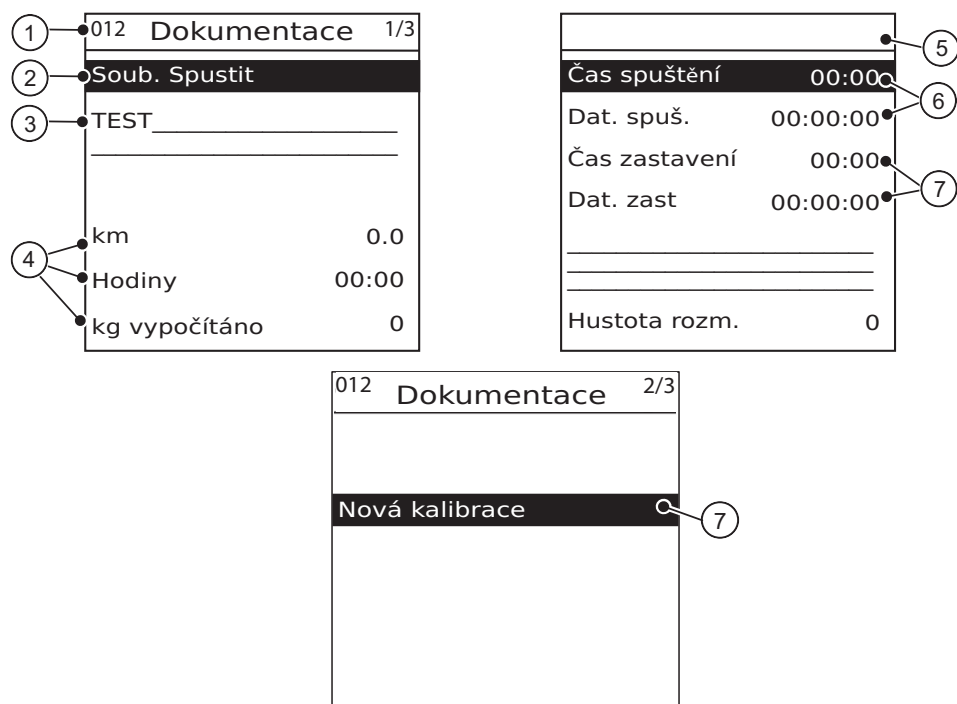 1
012 Dokumentace 1/3
2
Soub. Spustit
3
TEST
4
km 0.0
Hodiny 00:00
kg vypočítáno 0
5
Čas spuštění 00:00
6
Dat. spuš. 00:00:00
Čas zastavení 00:00
7
Dat. zast 00:00:00
Hustota rozm. 0
012 Dokumentace 2/3
Nová kalibrace
7